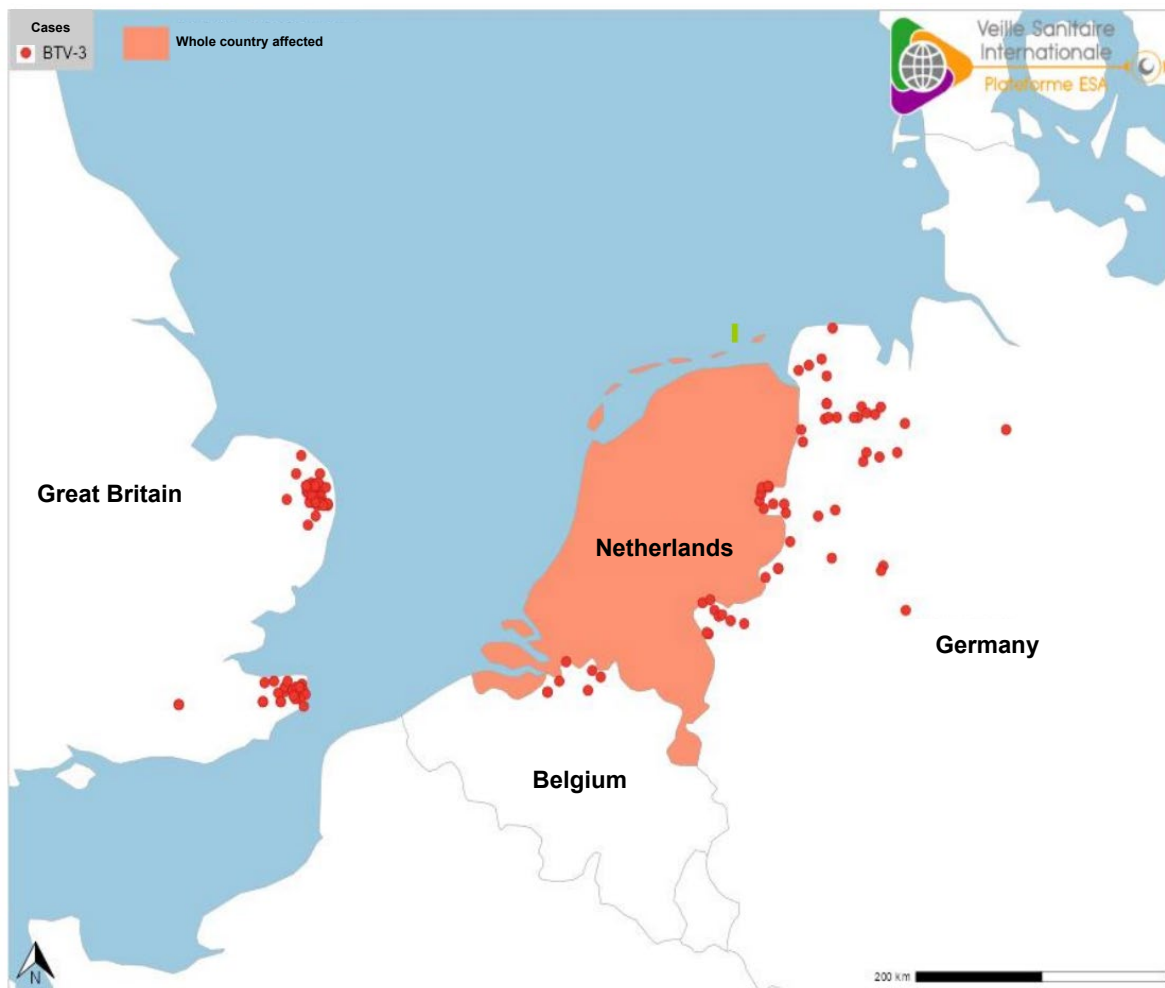 Cases
BTV-3
Whole country affected
Veille Sanitaire
Internationale
Plateforme ESA
Great Britain
Netherlands
Germany
Belgium
N
200 km